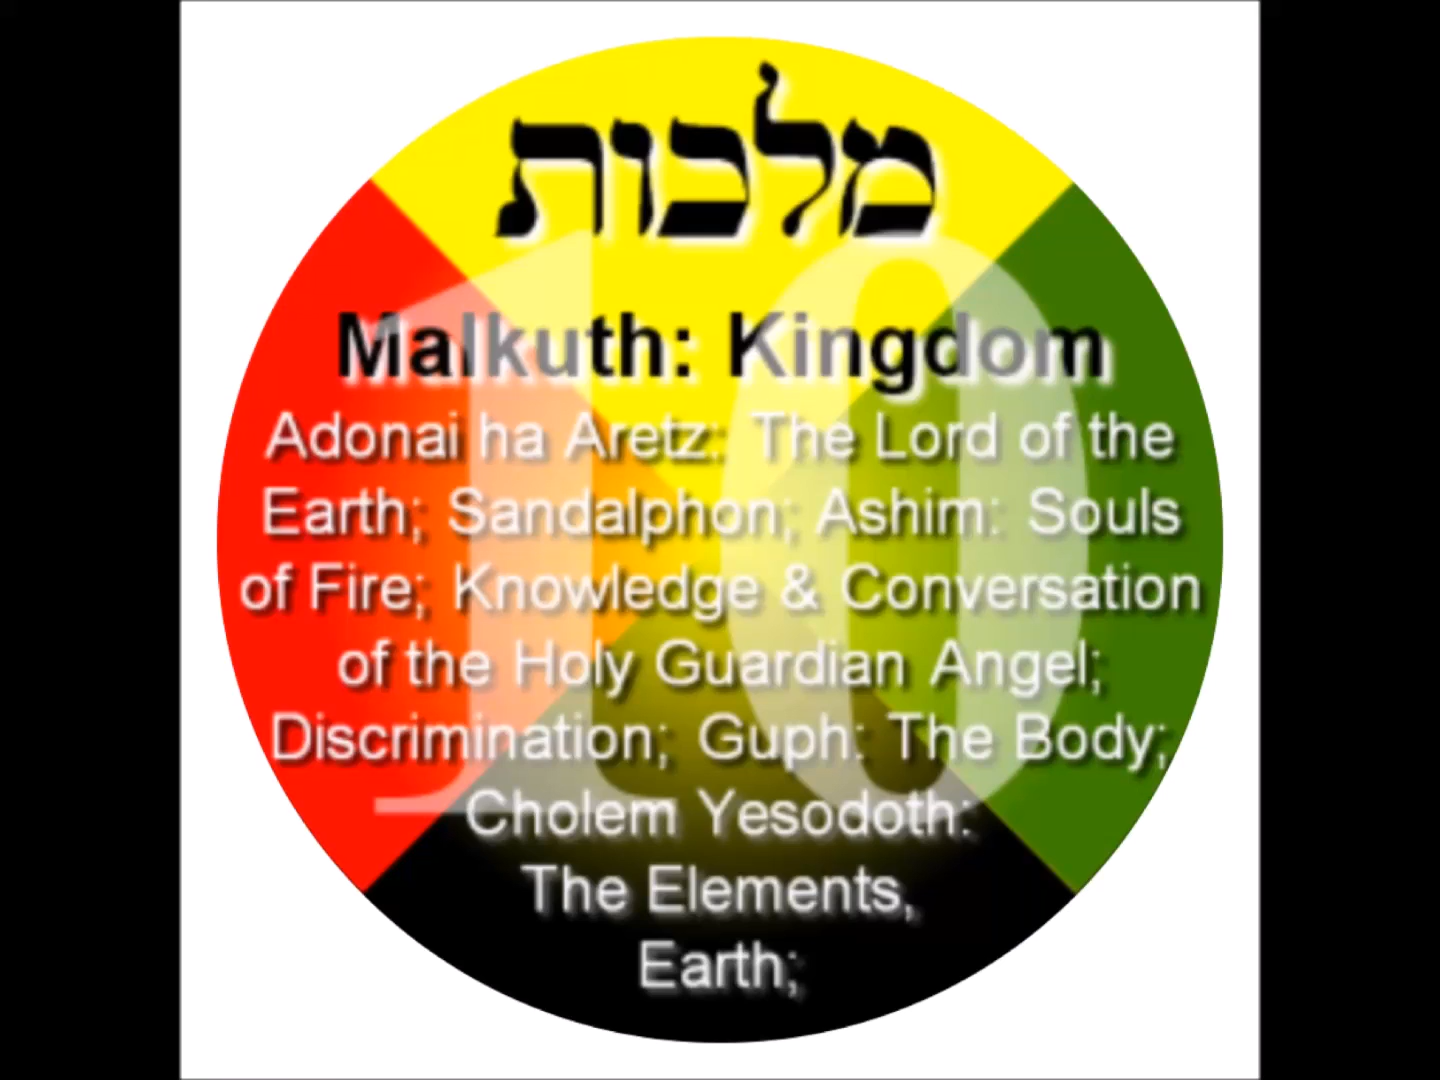 מלכות
10
Malkuth: Kingdom
Adonai ha Aretz: The Lord of the
Earth; Sandalphon; Ashim: Souls
of Fire; Knowledge & Conversation
of the Holy Guardian Angel;
Discrimination; Guph: The Body;
Cholem Yesodoth:
The Elements,
Earth;